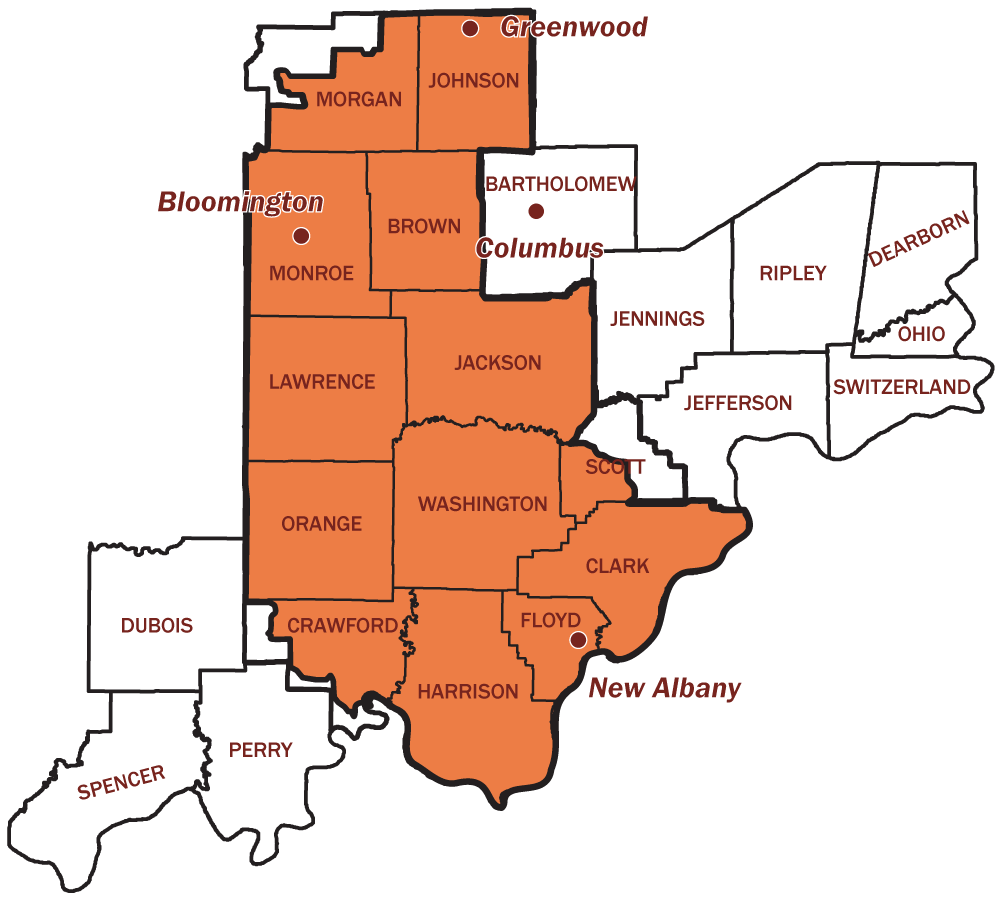 Greenwood
JOHNSON
MORGAN
BARTHOLOMEW
Bloomington
BROWN
Columbus
DEARBORN
MONROE
RIPLEY
JENNINGS
OHIO
JACKSON
LAWRENCE
SWITZERLAND
JEFFERSON
SCOTT
WASHINGTON
ORANGE
CLARK
DUBOIS
CRAWFORD
FLOYD
HARRISON
New Albany
PERRY
SPENCER